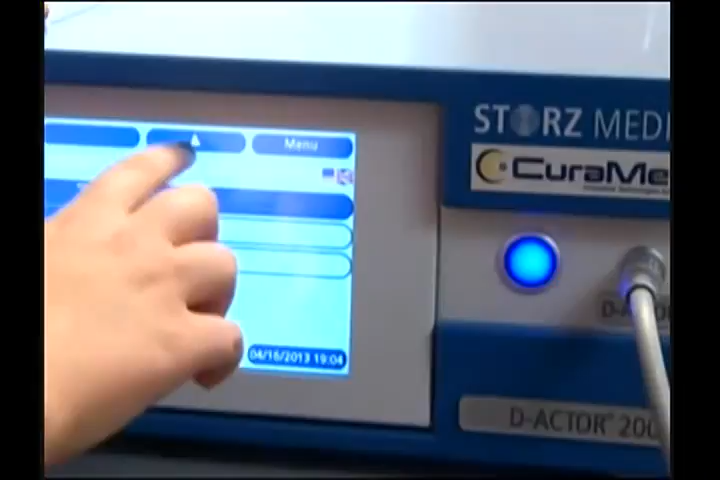 Menu
04/16/2013 19:04
STORZ MEDI
CuraMe
D-ACTOR® 200